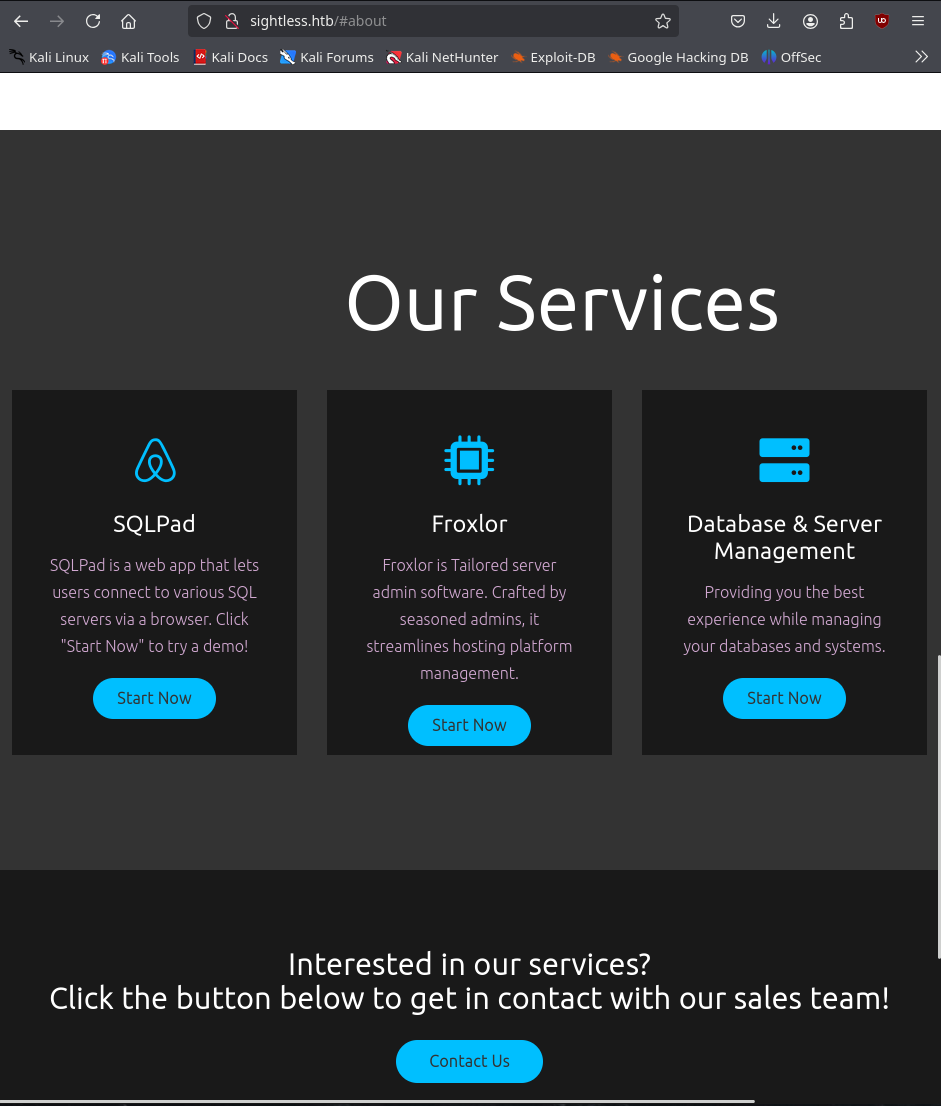 sightless.htb/#about
Kali Linux Kali Tools Kali Docs Kali Forums Kali NetHunter Exploit-DB Google Hacking DB OffSec
Our Services
SQLPad
SQLPad is a web app that lets
users connect to various SQL
servers via a browser. Click
"Start Now" to try a demo!
Start Now
Froxlor
Froxlor is Tailored server
admin software. Crafted by
seasoned admins, it
streamlines hosting platform
management.
Start Now
Database & Server
Management
Providing you the best
experience while managing
your databases and systems.
Start Now
Interested in our services?
Click the button below to get in contact with our sales team!
Contact Us